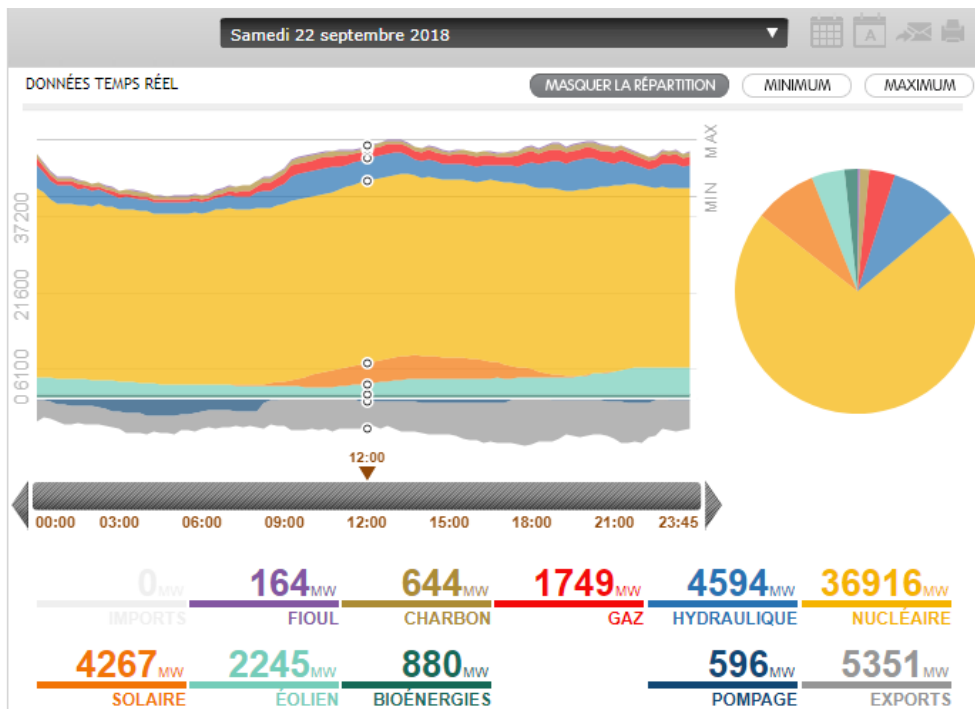 Samedi 22 septembre 2018
A
DONNÉES TEMPS RÉEL
MASQUER LA RÉPARTITION
MINIMUM
MAXIMUM
MAX
MIN
37200
21600
6100
0
12:00
00:00 03:00 06:00 09:00 12:00 15:00 18:00 21:00 23:45
0MW 164MW 644MW 1749MW 4594MW 36916MW
IMPORTS FIOUL CHARBON GAZ HYDRAULIQUE NUCLÉAIRE
4267MW 2245MW 880MW 596MW 5351MW
SOLAIRE ÉOLIEN BIOÉNERGIES POMPAGE EXPORTS